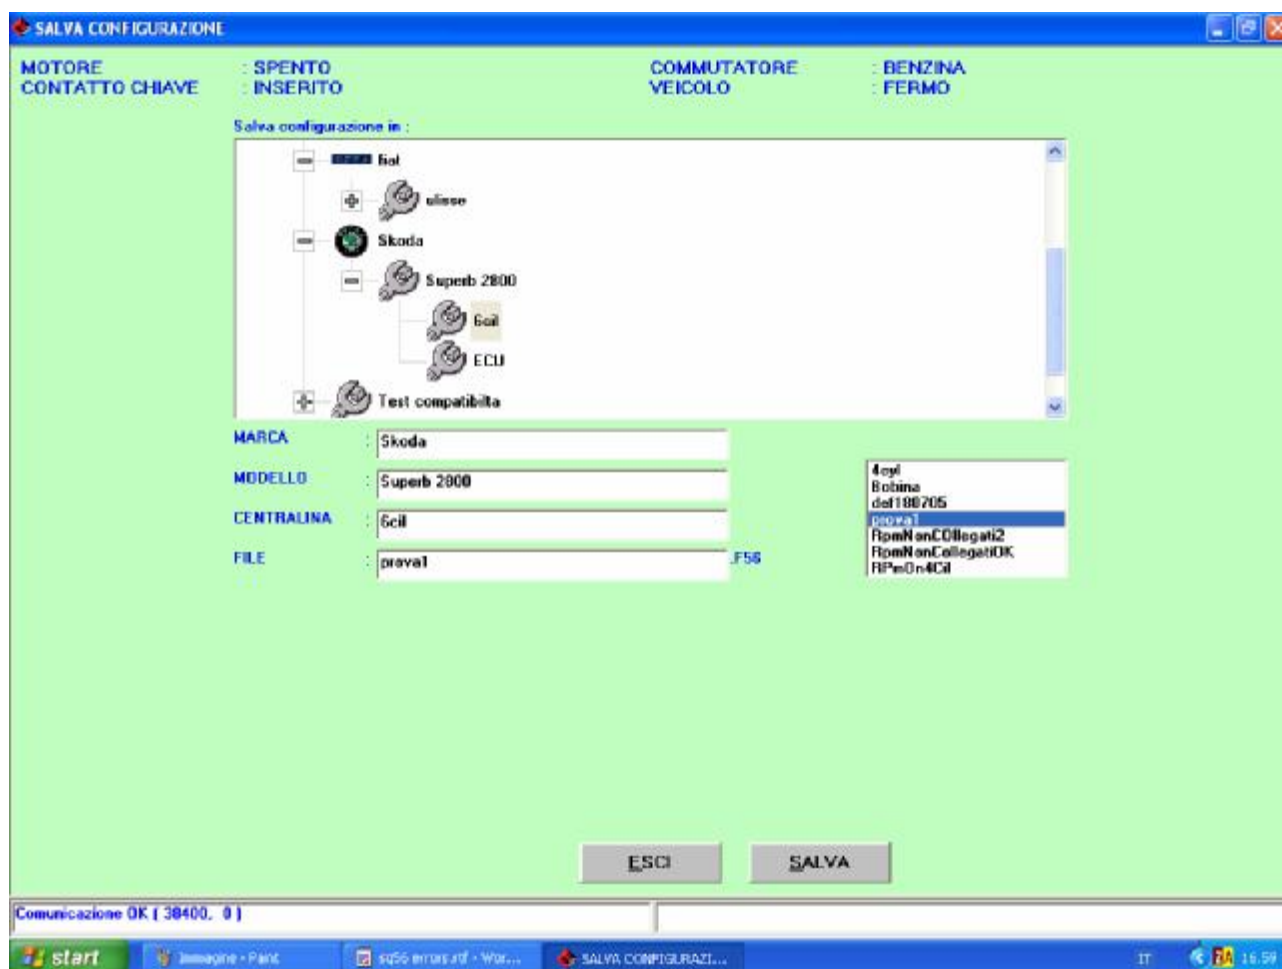 SALVA CONFIGURAZIONE
MOTORE : SPENTO COMMUTATORE : BENZINA
CONTATTO CHIAVE : INSERITO VEICOLO : FERMO
Salva configurazione in :
fiat
ulisse
Skoda
Superb 2800
6cil
ECU
Test compatibilta
MARCA : Skoda
MODELLO : Superb 2800
CENTRALINA : 6cil
FILE : prova1 .F56
4cyl
Bobina
def180705
prova1
RpmNonCOllegati2
RpmNonCollegatiOK
RPmOn4Cil
ESCI SALVA
Comunicazione OK ( 38400, 0 )
start Immagine - Paint sq56 errors.rtf - Wor... SALVA CONFIGURAZI... IT 16.59